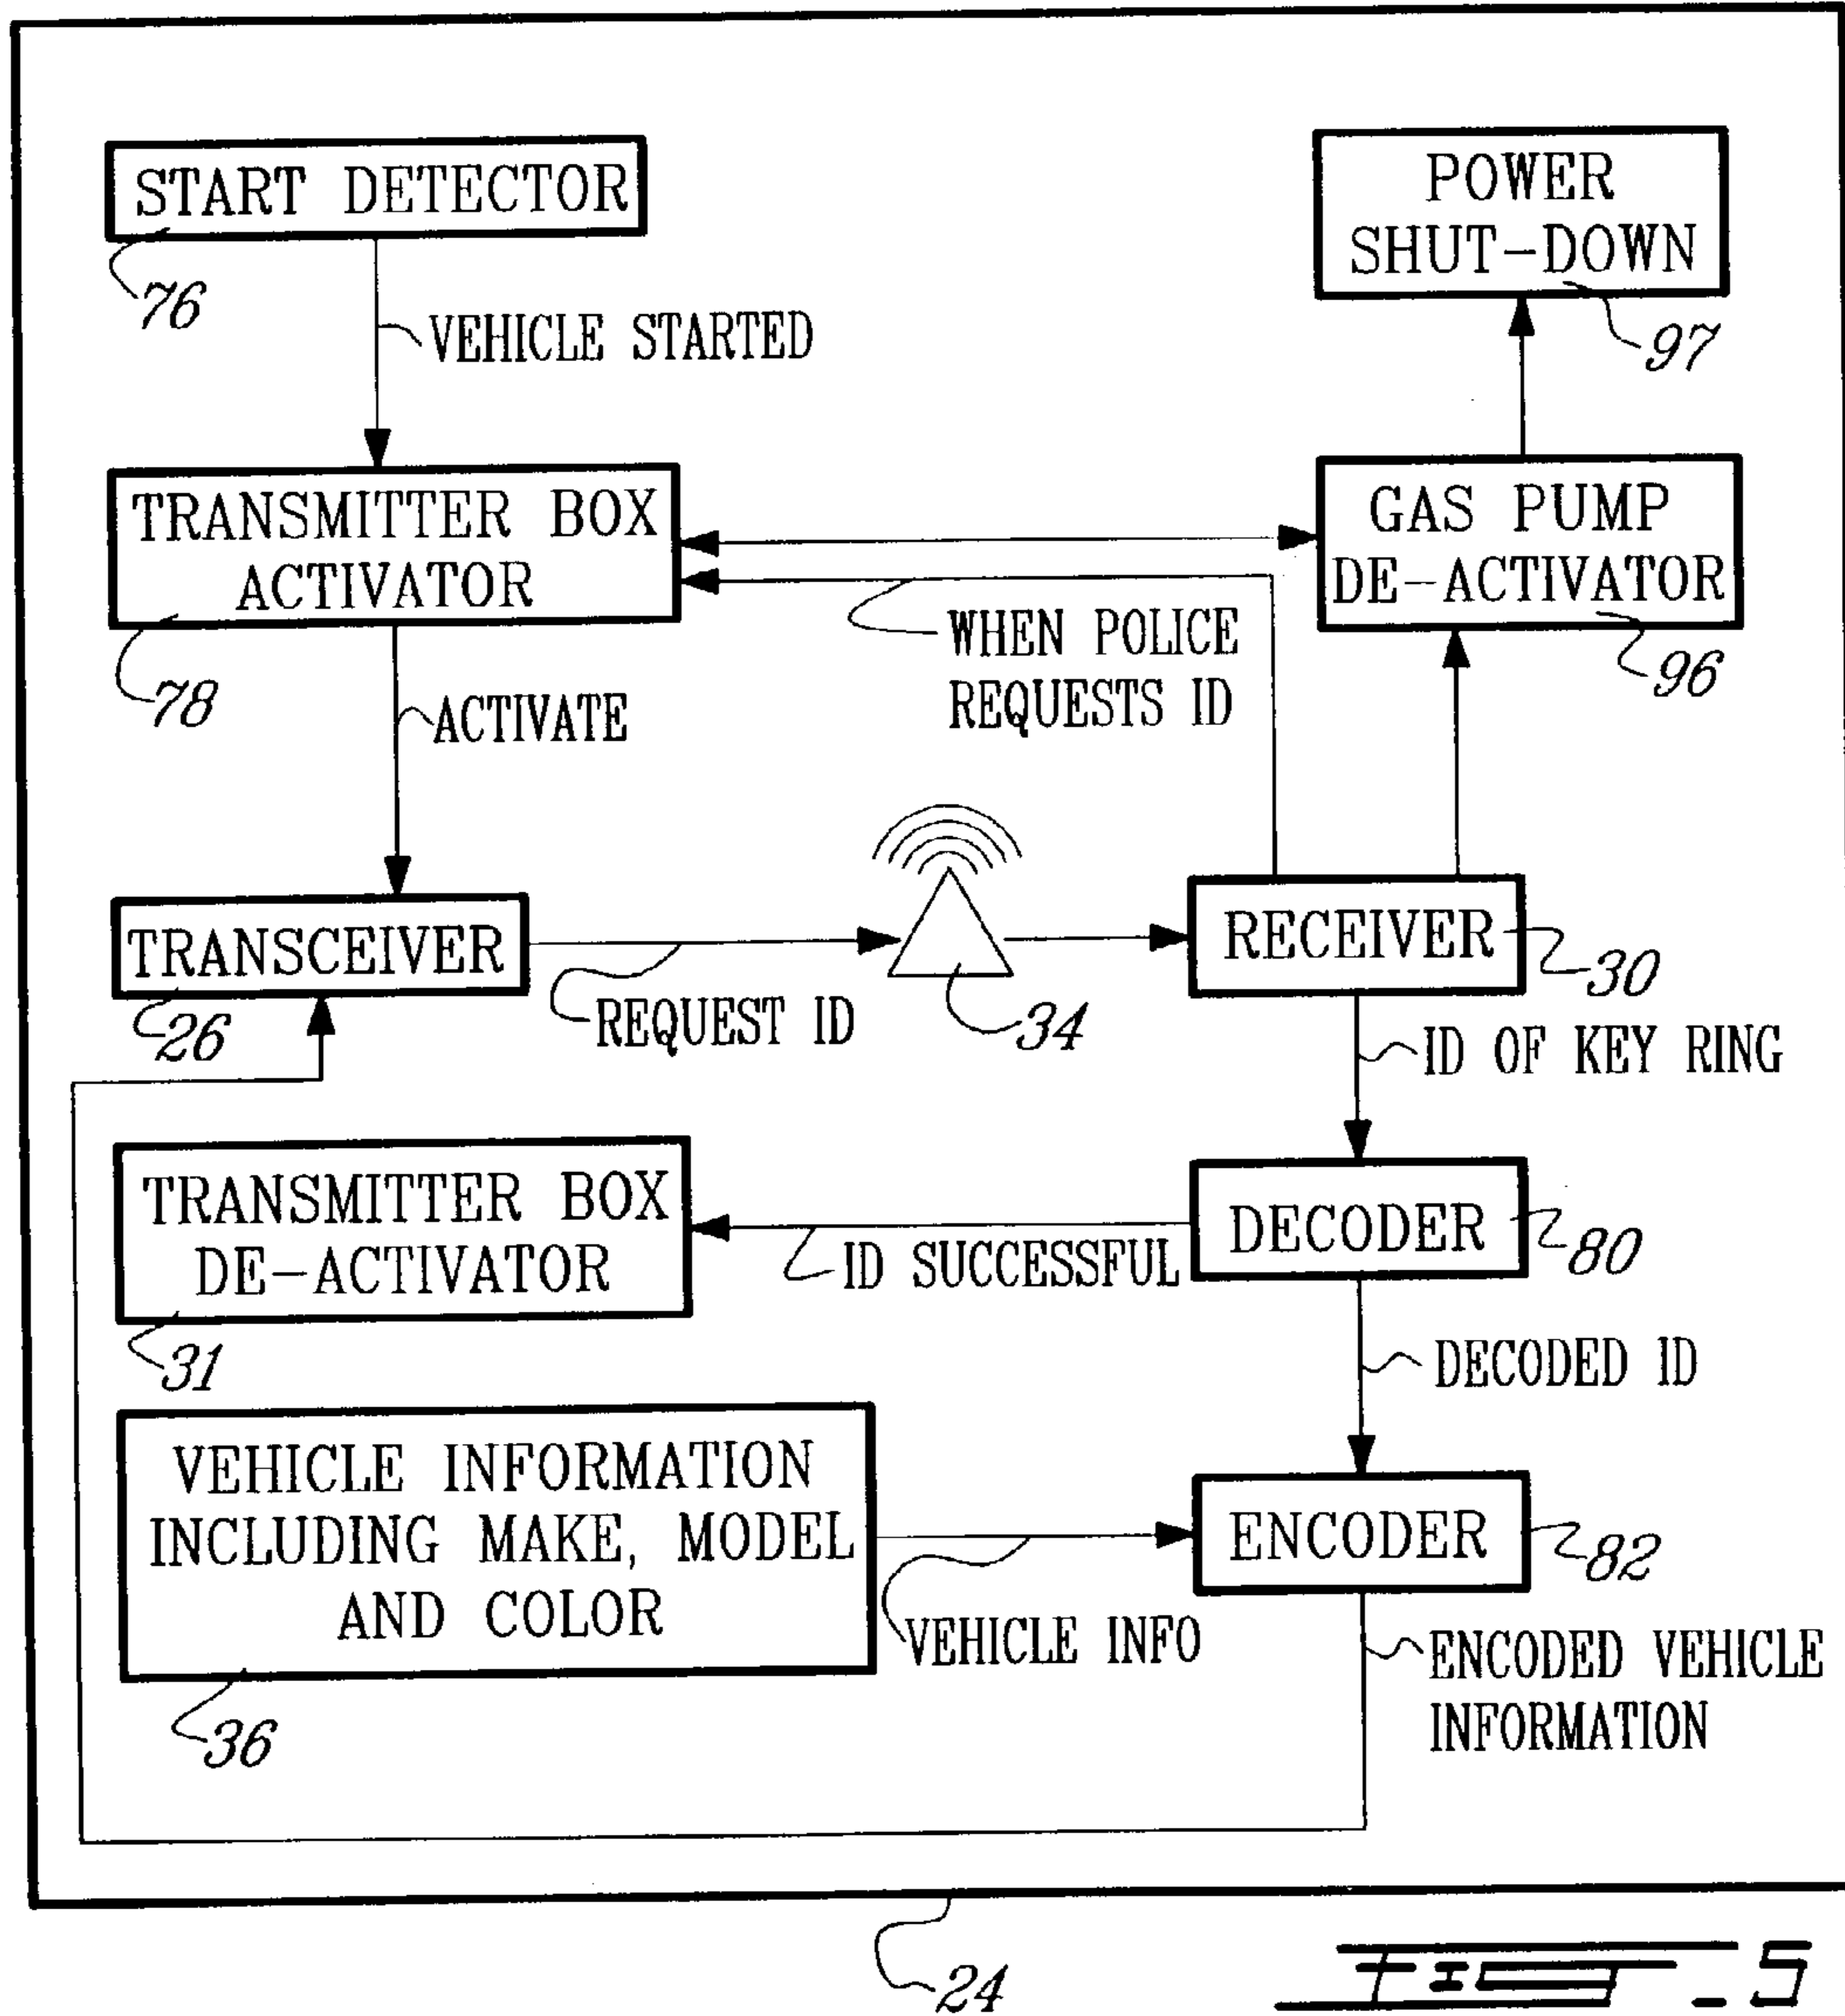 START DETECTOR
76
VEHICLE STARTED
POWER
SHUT-DOWN
97
TRANSMITTER BOX
ACTIVATOR
78
GAS PUMP
DE-ACTIVATOR
96
WHEN POLICE
REQUESTS ID
ACTIVATE
TRANSCEIVER
26
REQUEST ID
34
RECEIVER
30
ID OF KEY RING
TRANSMITTER BOX
DE-ACTIVATOR
31
ID SUCCESSFUL
DECODER
80
DECODED ID
VEHICLE INFORMATION
INCLUDING MAKE, MODEL
AND COLOR
36
VEHICLE INFO
ENCODER
82
ENCODED VEHICLE
INFORMATION
24
FIG - 5